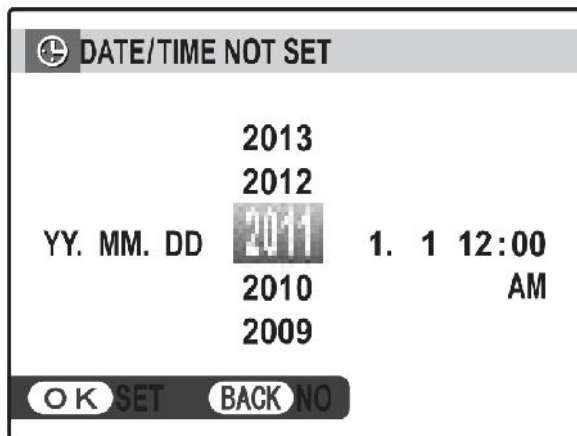 DATE/TIME NOT SET
2013
2012
YY. MM. DD 2011 1. 1 12:00
2010 AM
2009
OK SET BACK NO